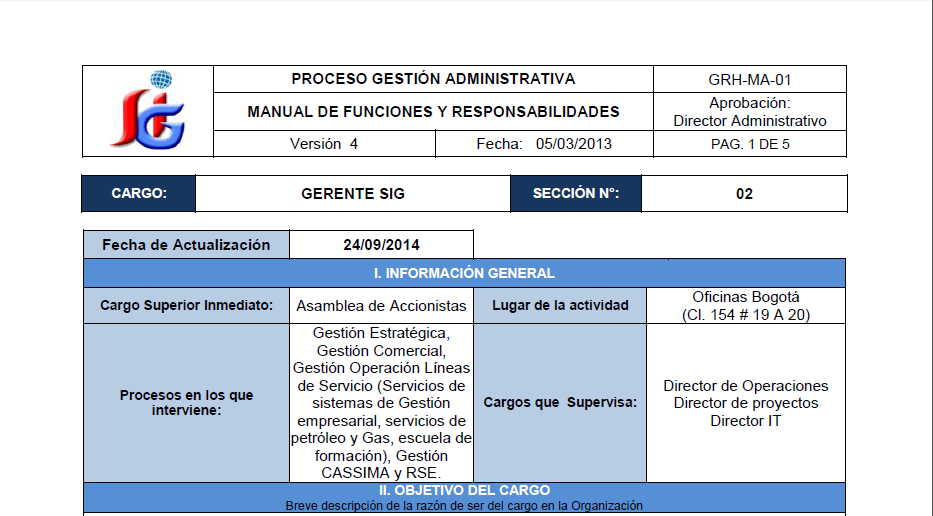 PROCESO GESTIÓN ADMINISTRATIVA
GRH-MA-01
MANUAL DE FUNCIONES Y RESPONSABILIDADES
Aprobación:
Director Administrativo
Versión 4
Fecha: 05/03/2013
PAG. 1 DE 5
CARGO:
GERENTE SIG
SECCIÓN N°:
02
Fecha de Actualización
24/09/2014
I. INFORMACIÓN GENERAL
Cargo Superior Inmediato:
Asamblea de Accionistas
Lugar de la actividad
Oficinas Bogotá
(Cl. 154 # 19 A 20)
Procesos en los que
interviene:
Gestión Estratégica,
Gestión Comercial,
Gestión Operación Líneas
de Servicio (Servicios de
sistemas de Gestión
empresarial, servicios de
petróleo y Gas, escuela de
formación), Gestión
CASSIMA y RSE.
Cargos que Supervisa:
Director de Operaciones
Director de proyectos
Director IT
II. OBJETIVO DEL CARGO
Breve descripción de la razón de ser del cargo en la Organización